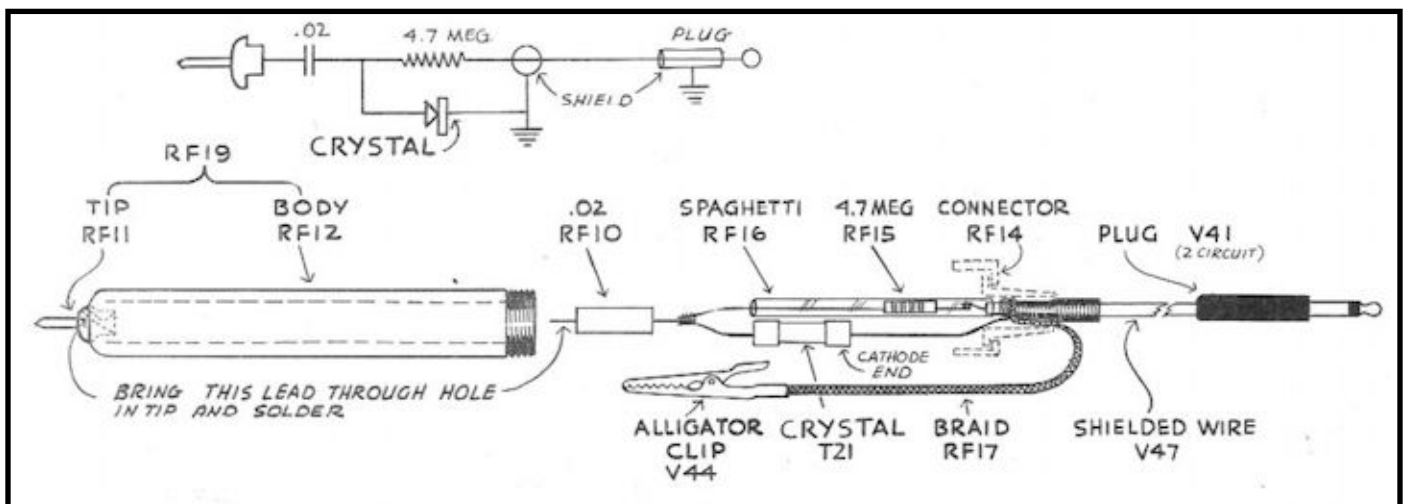 .02
4.7 MEG.
PLUG
SHIELD
CRYSTAL
RF19
TIP
RF11
BODY
RF12
.02
RF10
SPAGHETTI
RF16
4.7 MEG
RF15
CONNECTOR
RF14
PLUG V41
(2 CIRCUIT)
CATHODE
END
BRING THIS LEAD THROUGH HOLE
IN TIP AND SOLDER
ALLIGATOR
CLIP
V44
CRYSTAL
T21
BRAID
RF17
SHIELDED WIRE
V47